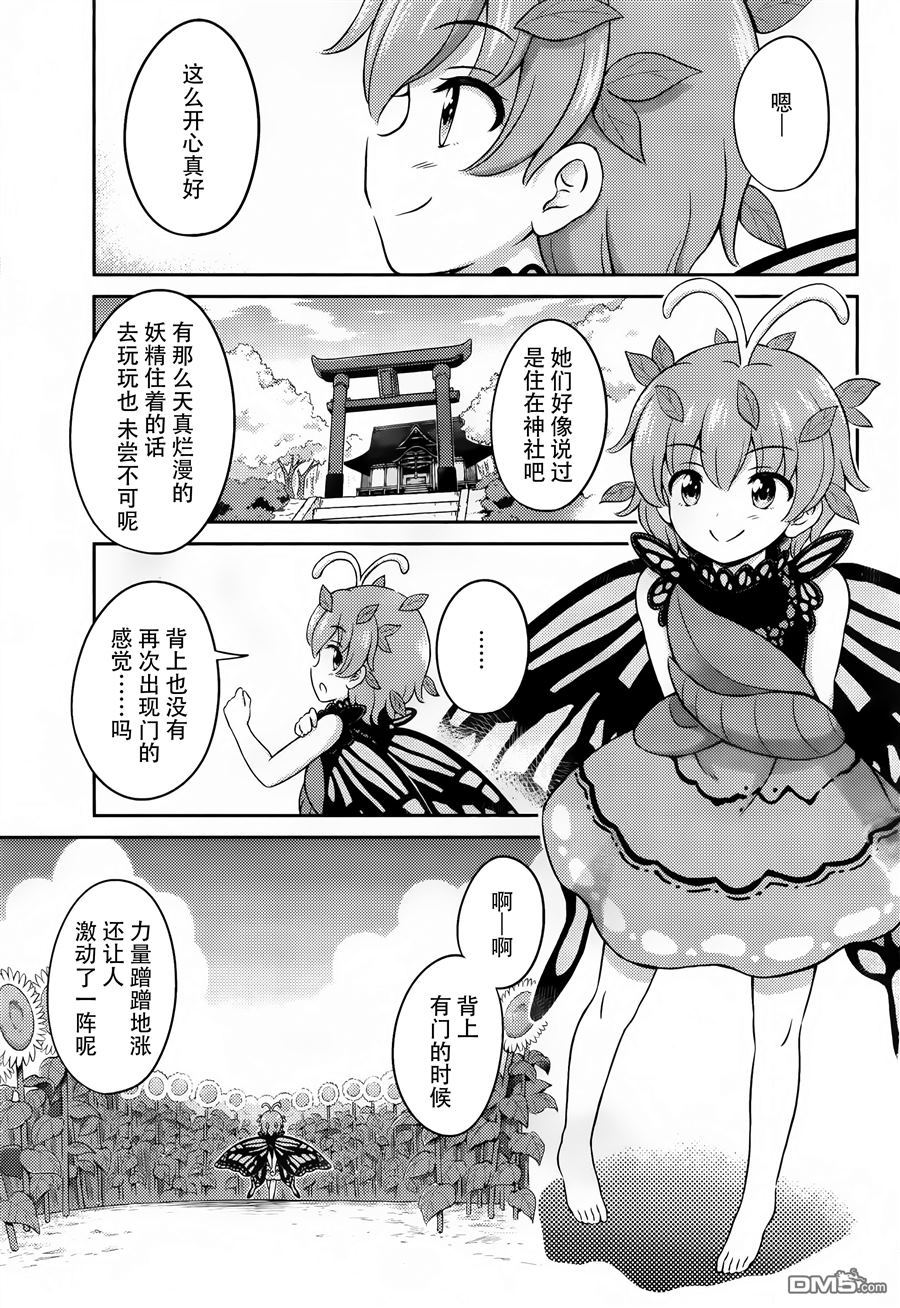 嗯—
这么开心真好
她们好像说过
是住在神社吧
有那么天真烂漫的
妖精住着的话
去玩玩也未尝不可呢
……
背上也没有
再次出现门的
感觉……吗
啊—啊
背上
有门的时候
力量蹭蹭地涨
还让人
激动了一阵呢
DM5.com